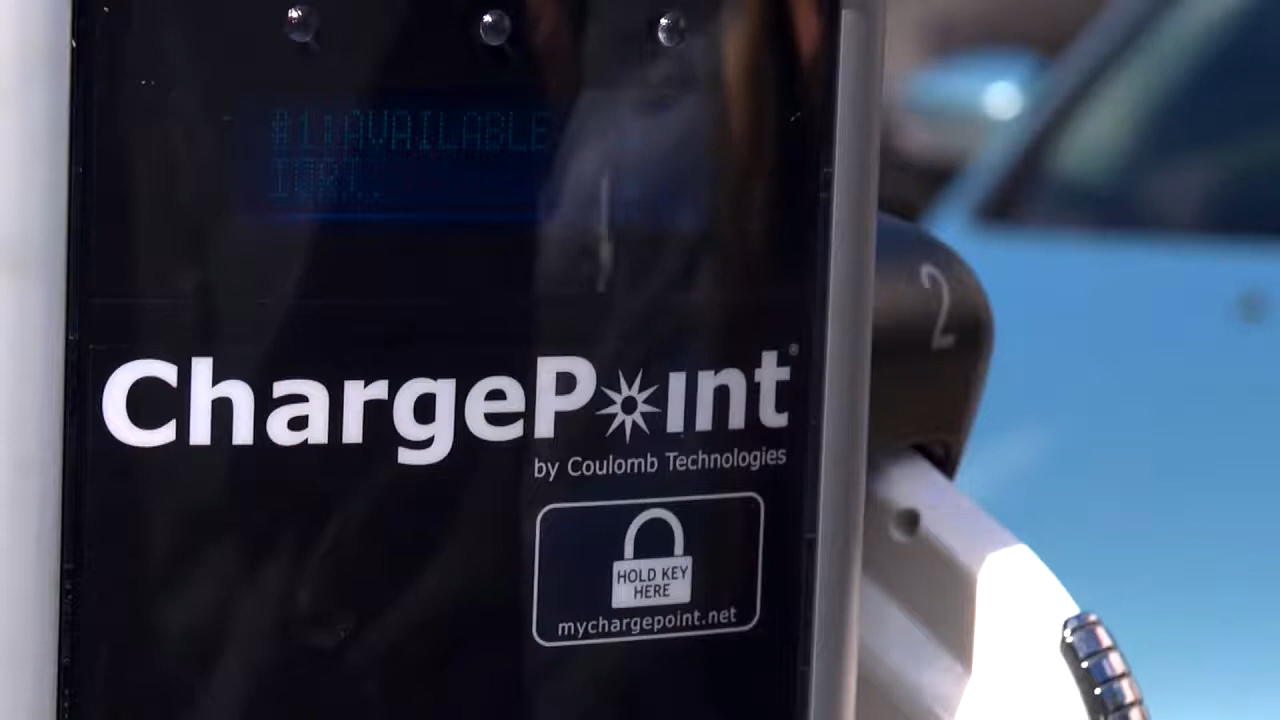 #1:AVAILABLE
2
ChargePoint®
by Coulomb Technologies
HOLD KEY
HERE
mychargepoint.net